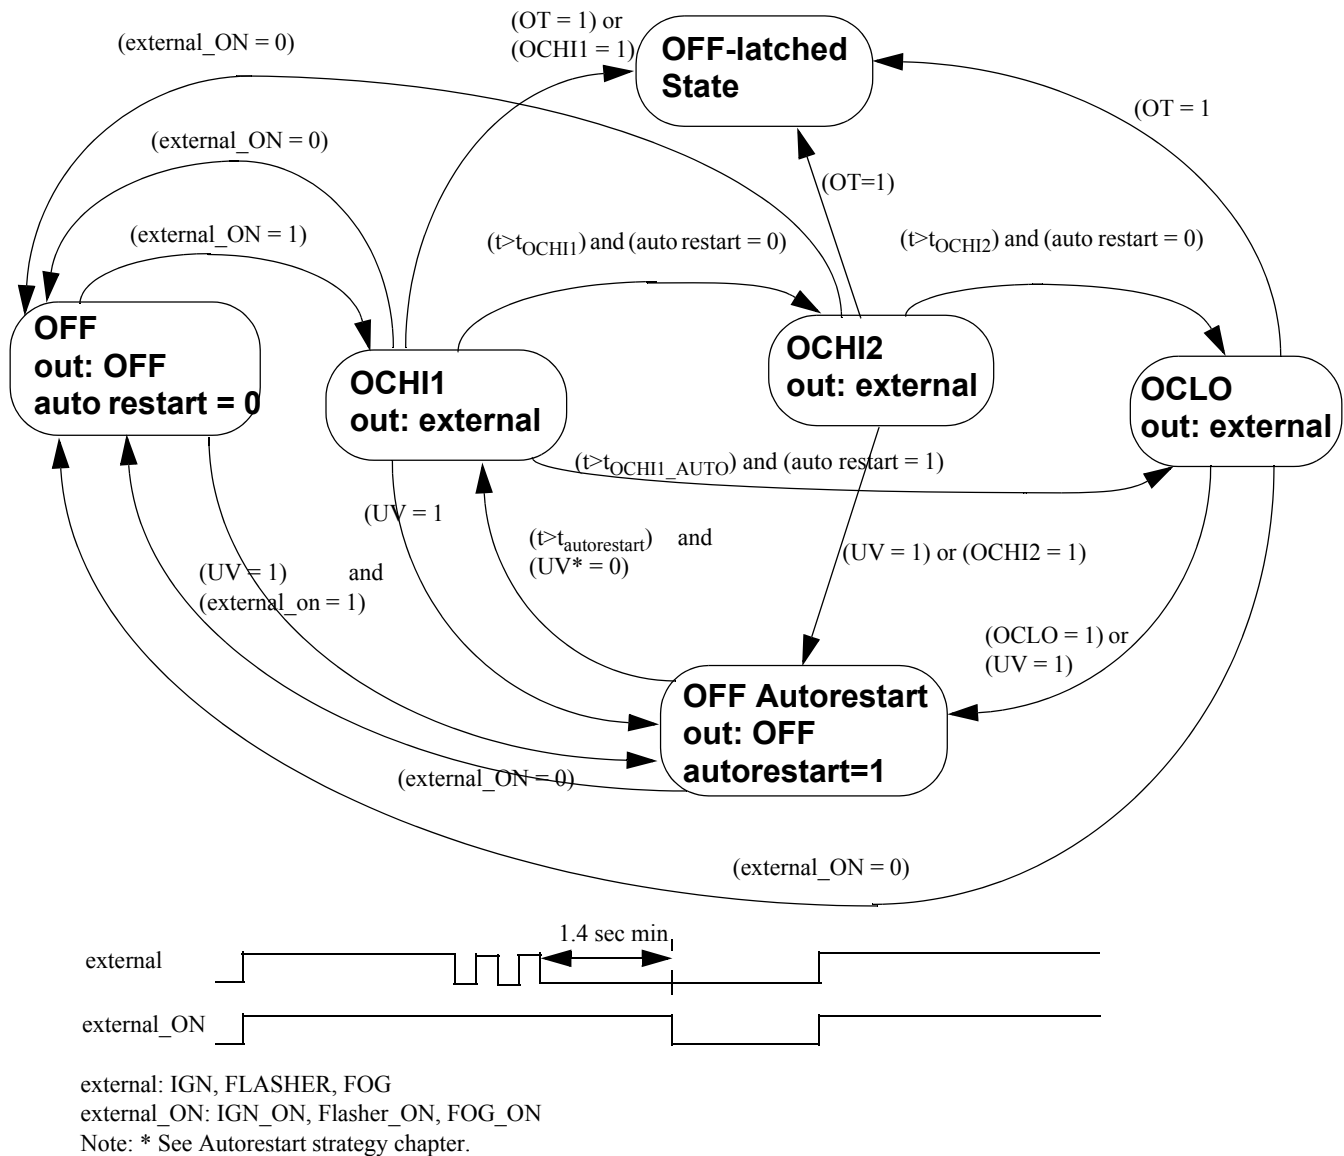 (OT = 1) or
(OCHI1 = 1)
OFF-latched
State
(external_ON = 0)
(OT = 1
(external_ON = 0)
(OT=1)
(external_ON = 1)
(t>tOCHI1) and (auto restart = 0)
(t>tOCHI2) and (auto restart = 0)
OFF
out: OFF
auto restart = 0
OCHI1
out: external
OCHI2
out: external
OCLO
out: external
(t>tOCHI1_AUTO) and (auto restart = 1)
(UV = 1
(t>tautorestart) and
(UV* = 0)
(UV = 1) or (OCHI2 = 1)
(UV = 1) and
(external_on = 1)
(OCLO = 1) or
(UV = 1)
OFF Autorestart
out: OFF
autorestart=1
(external_ON = 0)
(external_ON = 0)
1.4 sec min
external
external_ON
external: IGN, FLASHER, FOG
external_ON: IGN_ON, Flasher_ON, FOG_ON
Note: * See Autorestart strategy chapter.